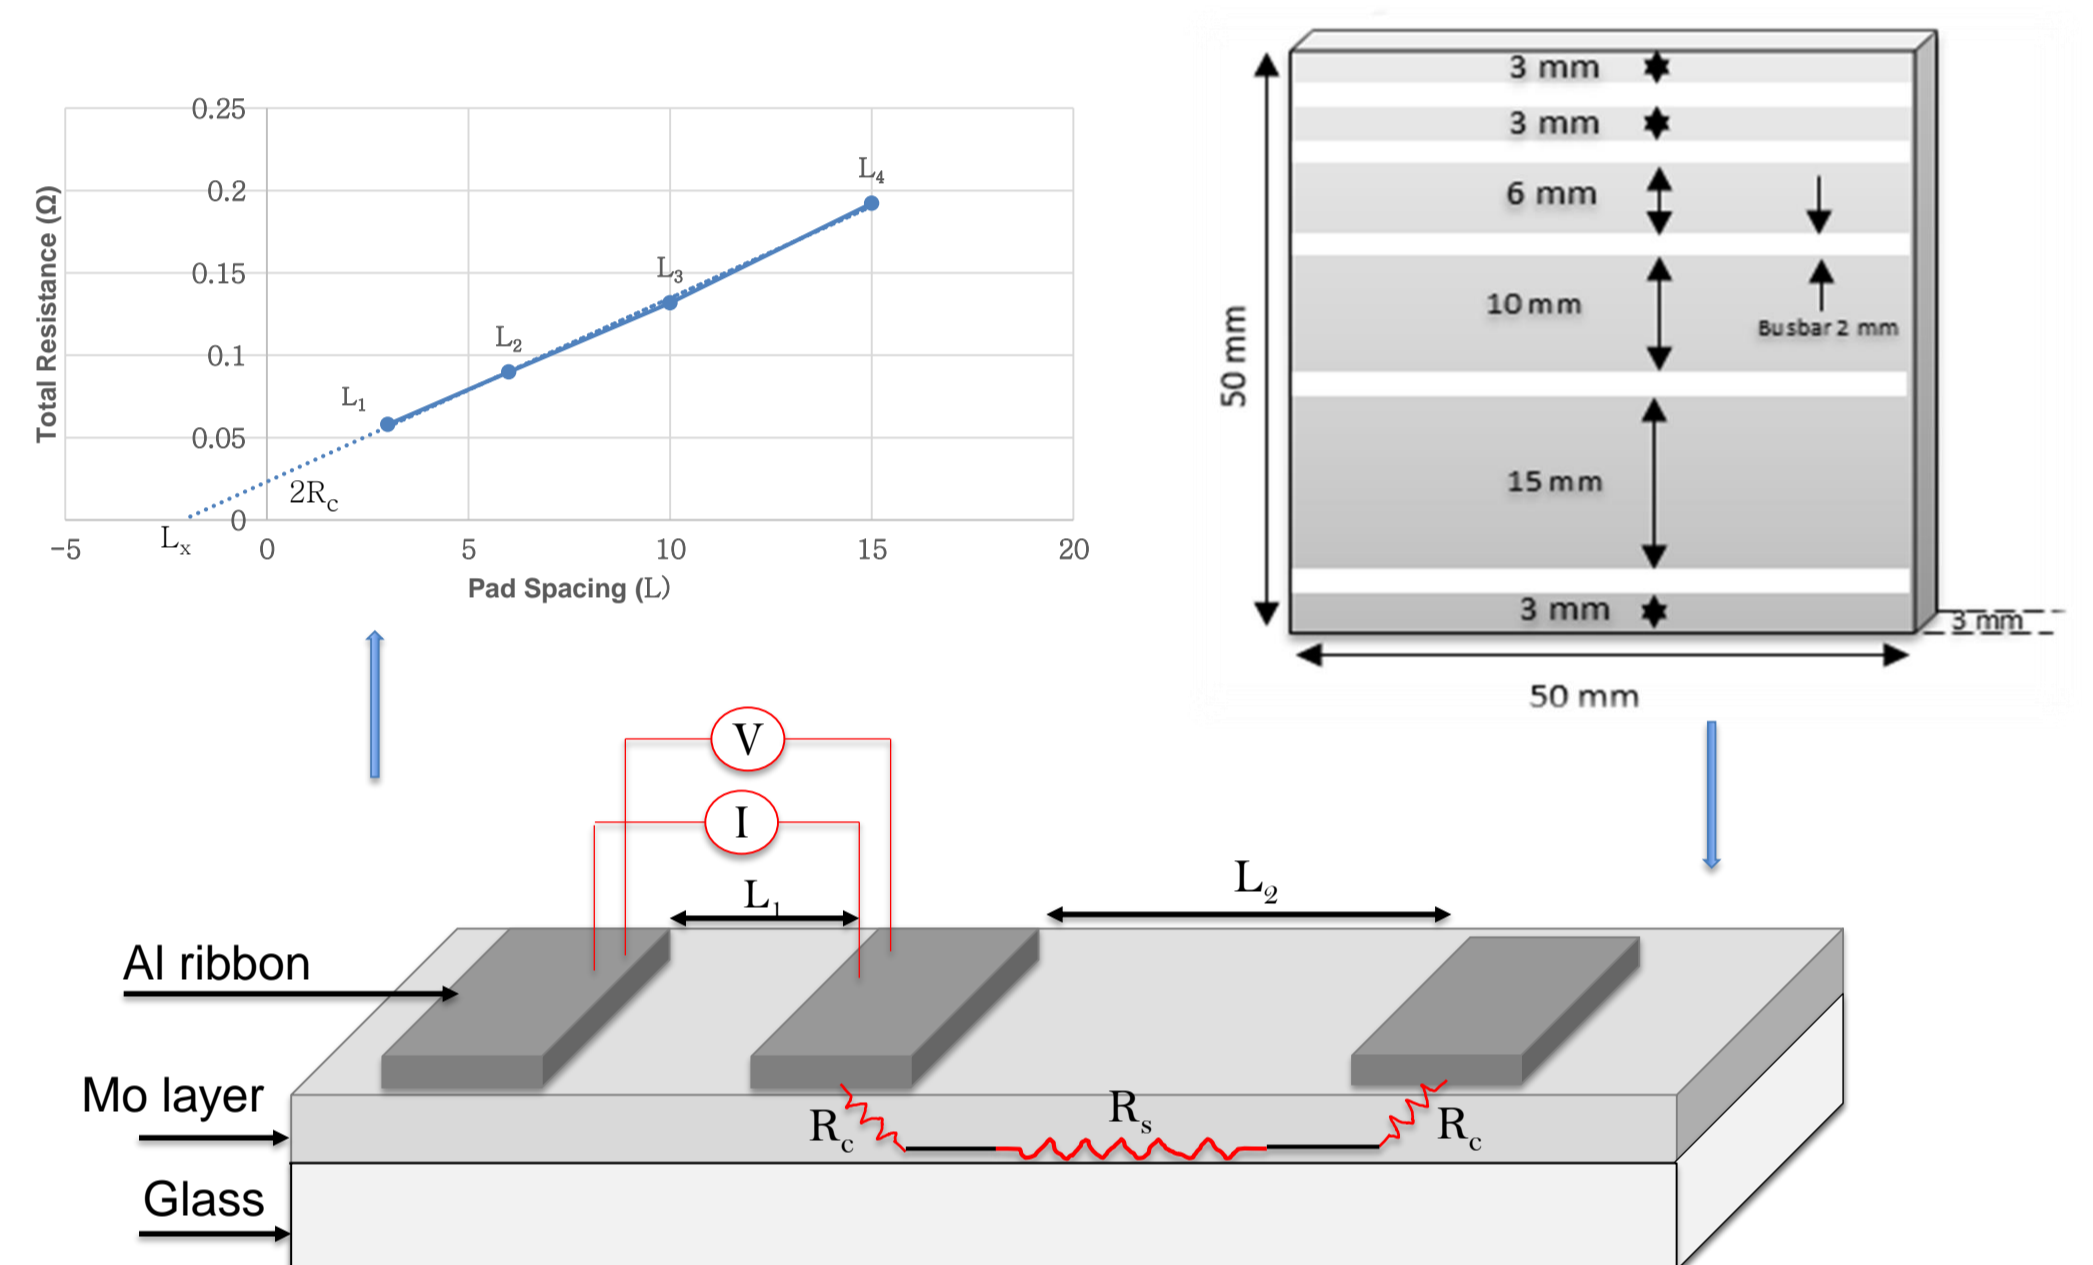 0.25
0.2
0.15
0.1
0.05
0
Total Resistance (Ω)
L1
L2
L3
L4
2Rc
Lx
−5 0 5 10 15 20
Pad Spacing (L)
3 mm
3 mm
6 mm
10 mm
Busbar 2 mm
15 mm
3 mm
3 mm
50 mm
50 mm
V
I
L1
L2
Al ribbon
Mo layer
Rc
Rs
Rc
Glass